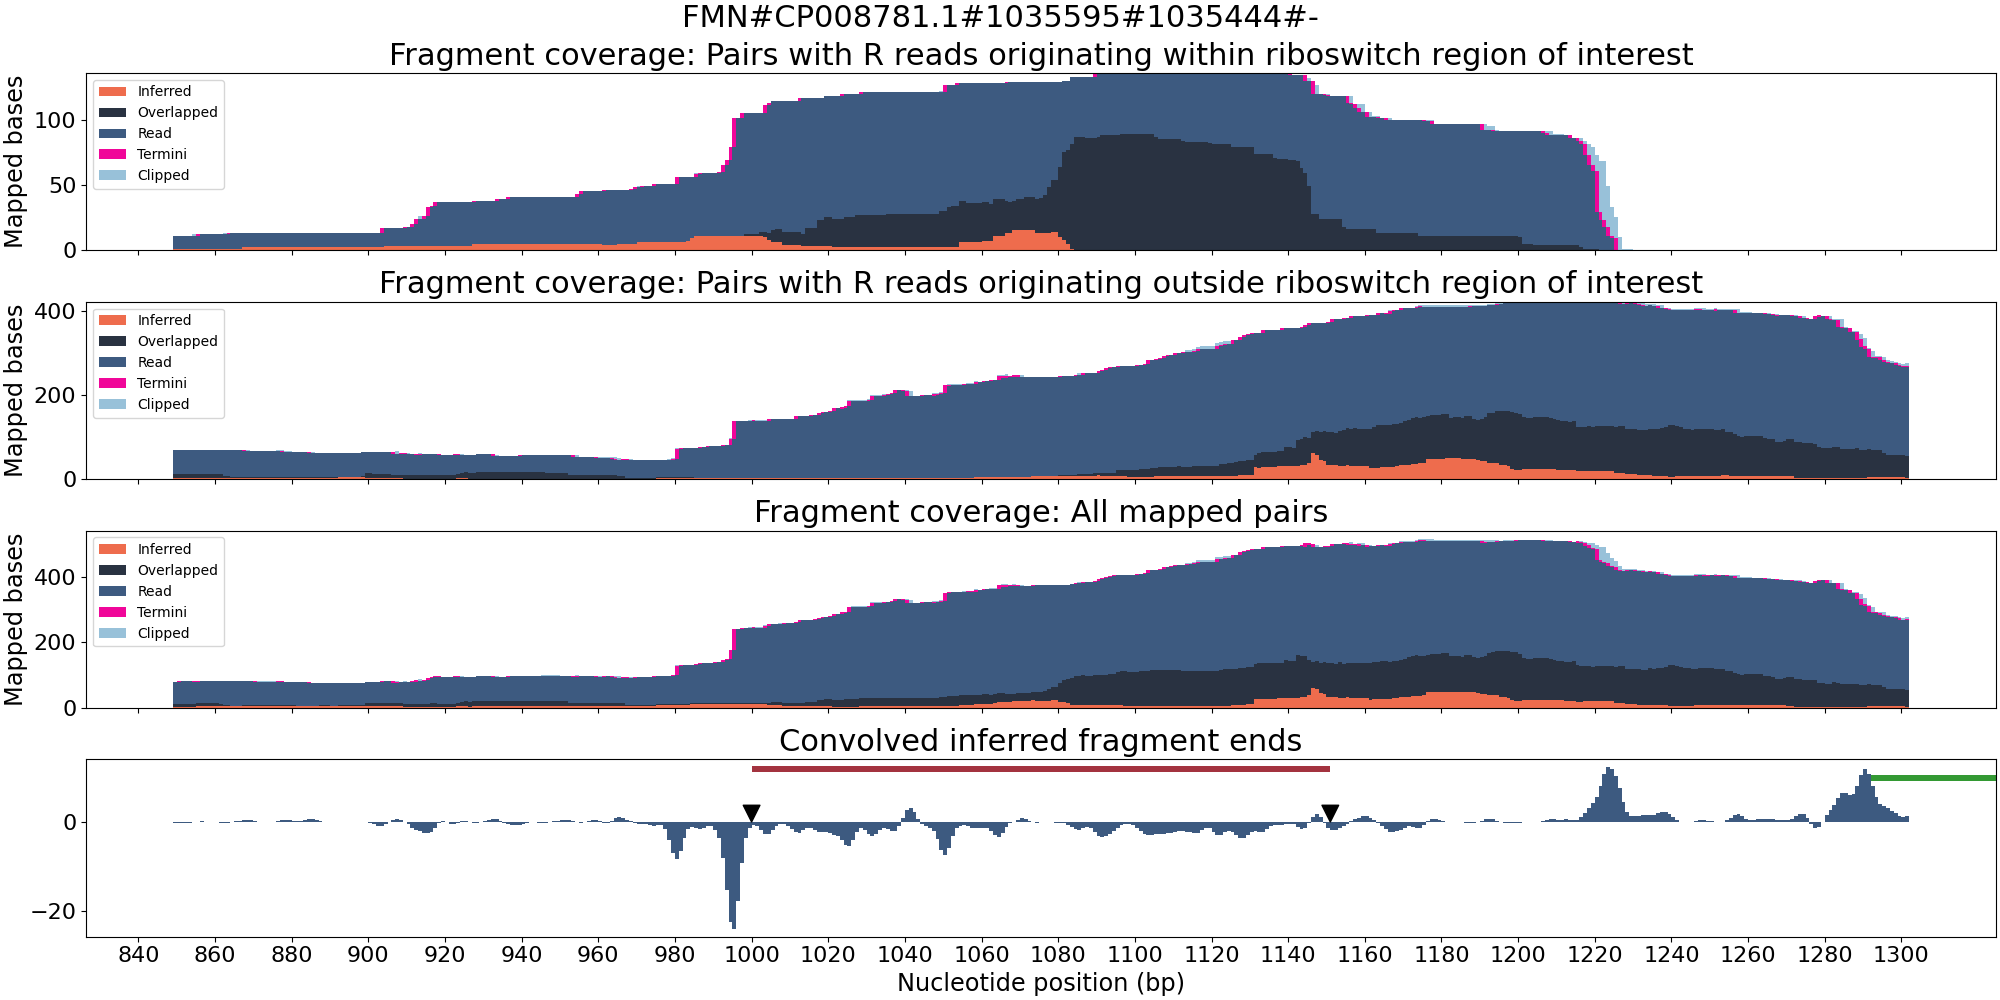 FMN#CP008781.1#1035595#1035444#-
Fragment coverage: Pairs with R reads originating within riboswitch region of interest
Mapped bases
100
50
0
Inferred
Overlapped
Read
Termini
Clipped
Fragment coverage: Pairs with R reads originating outside riboswitch region of interest
Mapped bases
400
200
0
Inferred
Overlapped
Read
Termini
Clipped
Fragment coverage: All mapped pairs
Mapped bases
400
200
0
Inferred
Overlapped
Read
Termini
Clipped
Convolved inferred fragment ends
0
−20
840 860 880 900 920 940 960 980 1000 1020 1040 1060 1080 1100 1120 1140 1160 1180 1200 1220 1240 1260 1280 1300
Nucleotide position (bp)